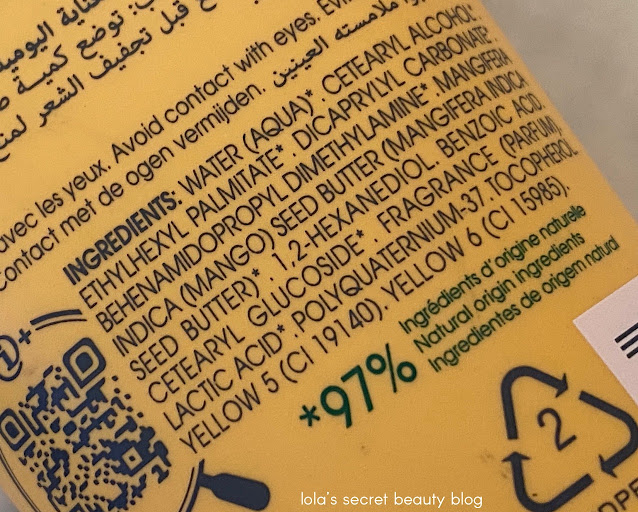 اية اليومية
توضع كمية
قبل تجفيف الشعر لمنع
ملامسته العينين.
avec les yeux. Avoid contact with eyes.
contact met de ogen vermijden.
INGREDIENTS: WATER (AQUA)*. CETEARYL ALCOHOL*.
ETHYLHEXYL PALMITATE*. DICAPRYLYL CARBONATE*.
BEHENAMIDOPROPYL DIMETHYLAMINE*. MANGIFERA
INDICA (MANGO) SEED BUTTER (MANGIFERA INDICA
SEED BUTTER)*. 1,2-HEXANEDIOL. BENZOIC ACID.
CETEARYL GLUCOSIDE*. FRAGRANCE (PARFUM).
LACTIC ACID*. POLYQUATERNIUM-37. TOCOPHEROL.
YELLOW 5 (CI 19140). YELLOW 6 (CI 15985).
*97%
Ingrédients d'origine naturelle
Natural origin ingredients
Ingredientes de origem natural
2
lola's secret beauty blog